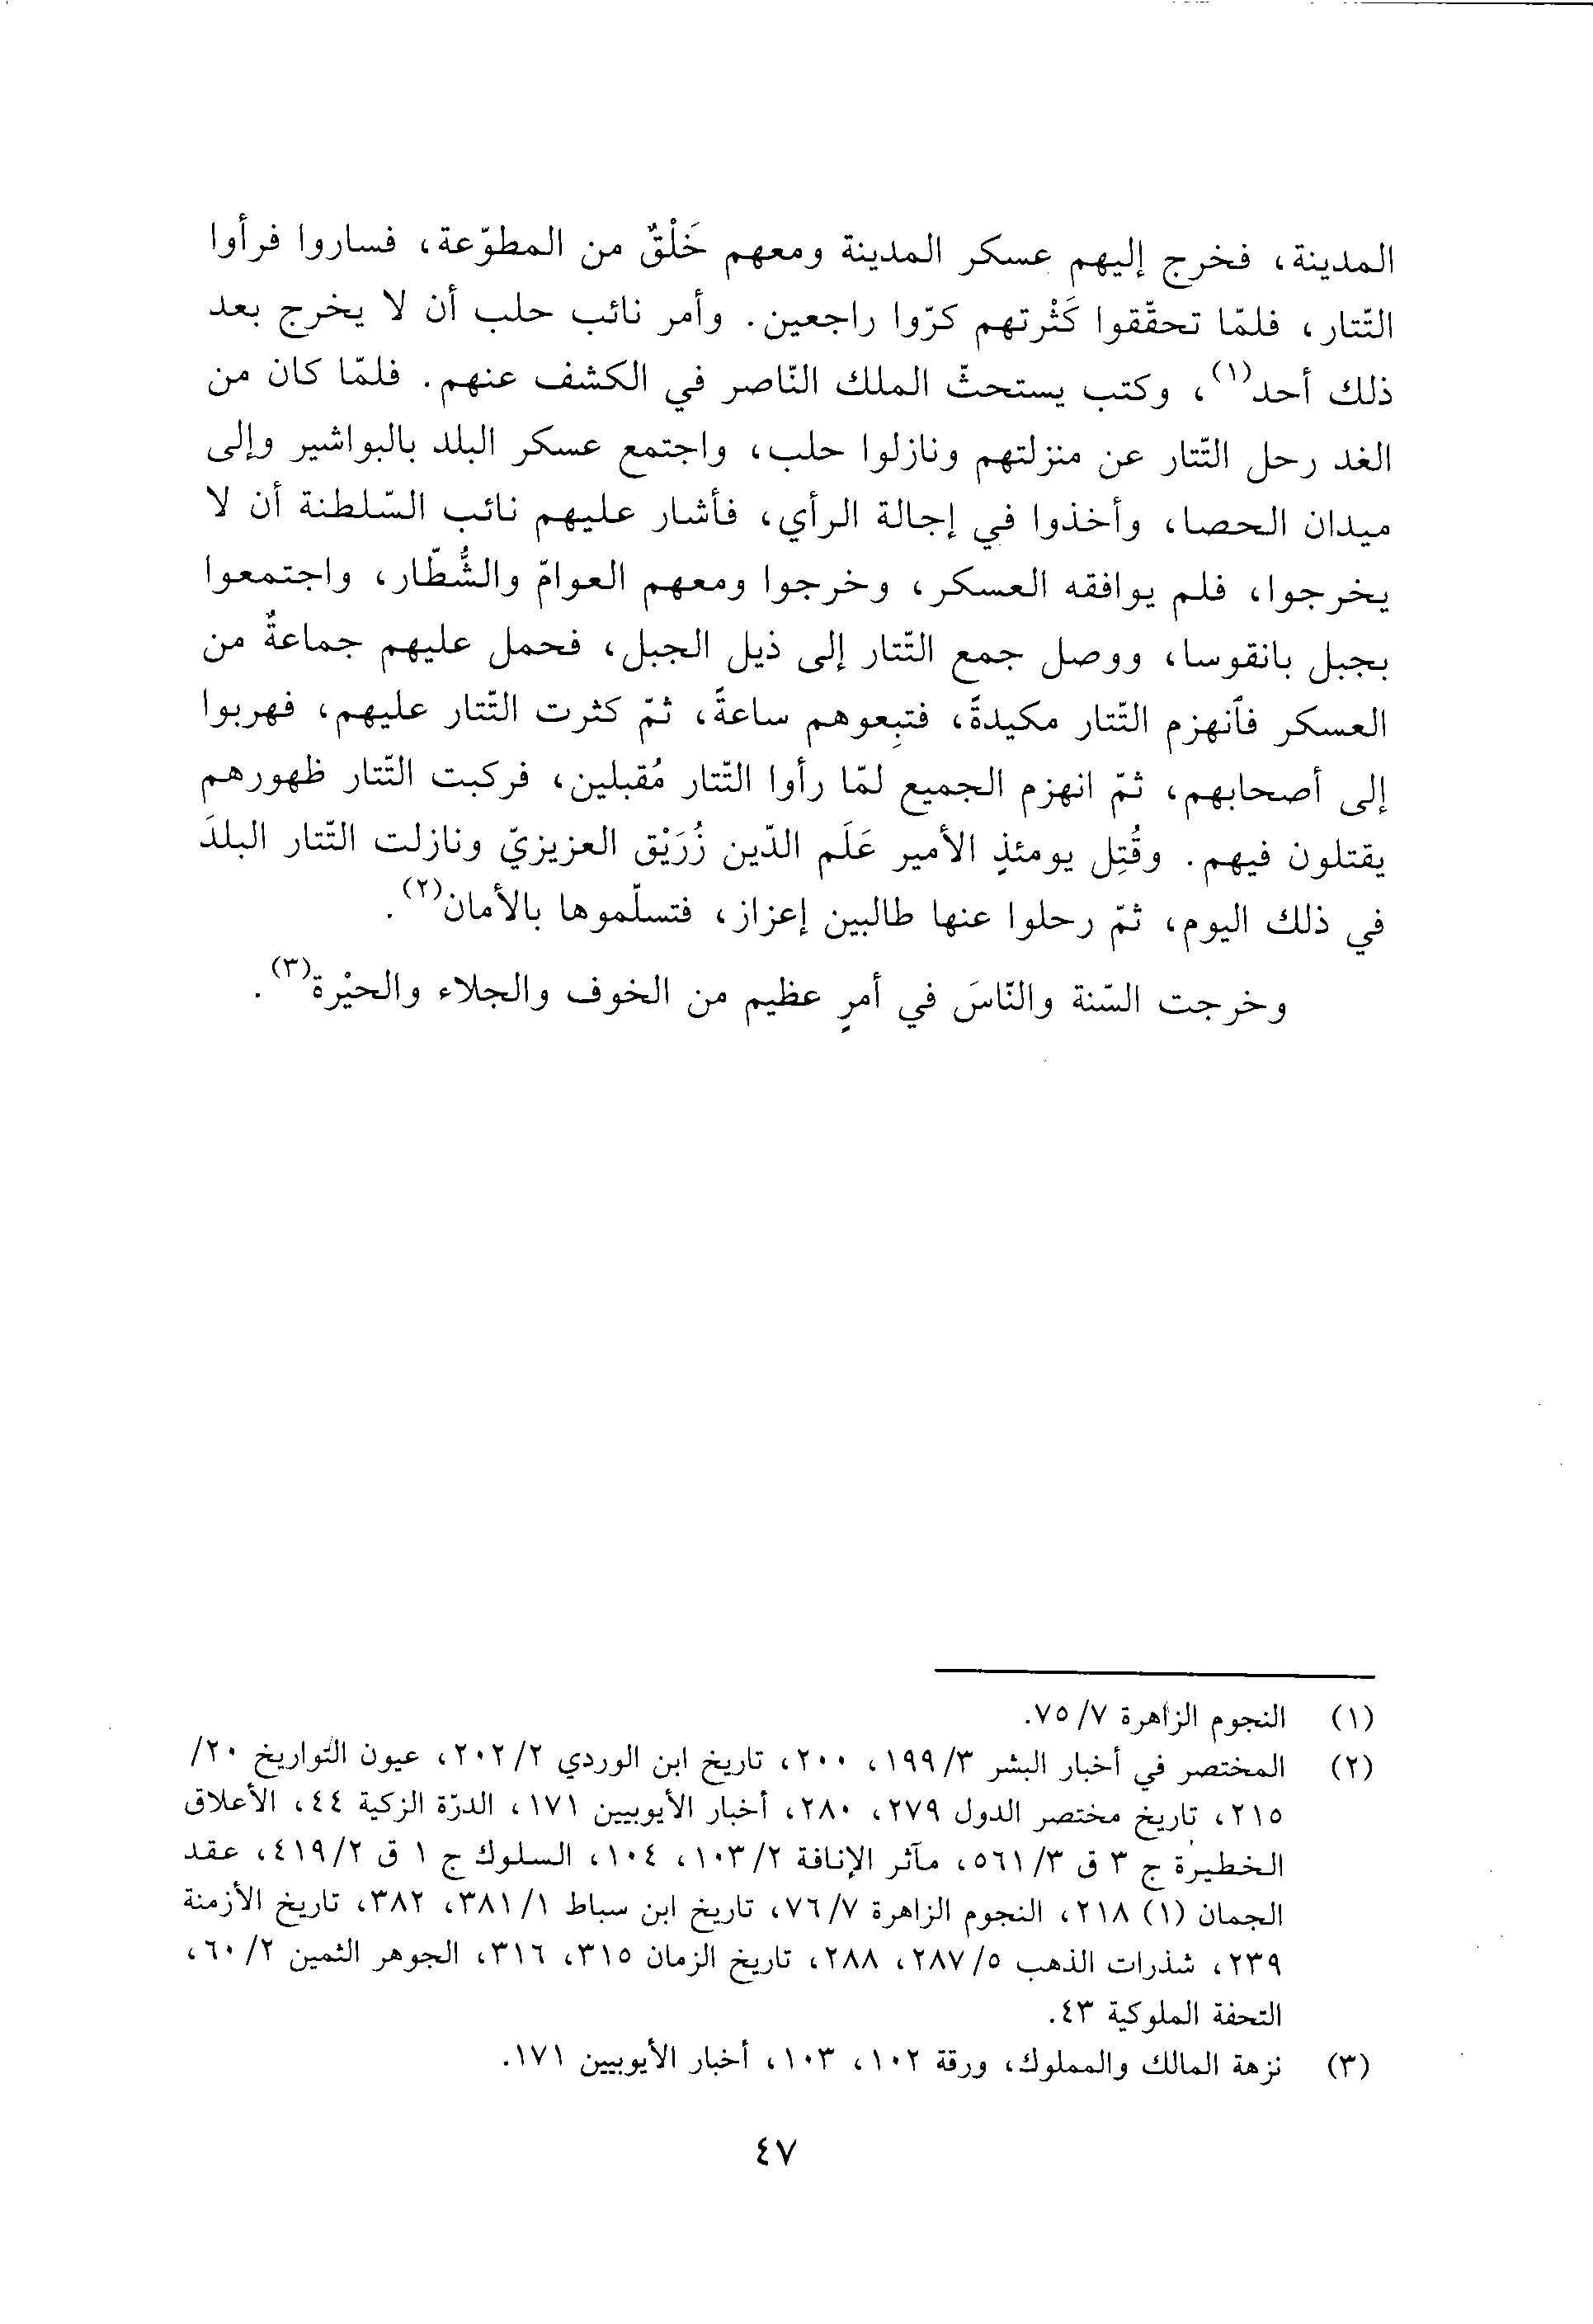 المدينة، فخرج إليهم عسكر المدينة ومعهم خَلْقٌ من المطوّعة، فساروا فرأوا
التّتار، فلمّا تحقّقوا كَثْرتهم كرّوا راجعين. وأمر نائب حلب أن لا يخرج بعد
ذلك أحد(١)، وكتب يستحثّ الملك النّاصر في الكشف عنهم. فلمّا كان من
الغد رحل التّتار عن منزلتهم ونازلوا حلب، واجتمع عسكر البلد بالبواشير وإلى
ميدان الحصا، وأخذوا في إجالة الرأي، فأشار عليهم نائب السّلطنة أن لا
يخرجوا، فلم يوافقه العسكر، وخرجوا ومعهم العوامّ والشُّطّار، واجتمعوا
بجبل بانقوسا، ووصل جمع التّتار إلى ذيل الجبل، فحمل عليهم جماعةٌ من
العسكر فٱنهزم التّتار مكيدةً، فتبِعوهم ساعةً، ثمّ كثرت التّتار عليهم، فهربوا
إلى أصحابهم، ثمّ انهزم الجميع لمّا رأوا التّتار مُقبلين، فركبت التّتار ظهورهم
يقتلون فيهم. وقُتِل يومئذٍ الأمير عَلَم الدّين زُرَيْق العزيزيّ ونازلت التّتار البلدَ
في ذلك اليوم، ثمّ رحلوا عنها طالبين إعزاز، فتسلّموها بالأمان(٢).
وخرجت السّنة والنّاسَ في أمرٍ عظيم من الخوف والجلاء والحيْرة(٣).
(١) النجوم الزاهرة ٧/ ٧٥.
(٢) المختصر في أخبار البشر ٣/ ١٩٩، ٢٠٠، تاريخ ابن الوردي ٢/ ٢٠٢، عيون التواريخ ٢٠/
٢١٥، تاريخ مختصر الدول ٢٧٩، ٢٨٠، أخبار الأيوبيين ١٧١، الدرّة الزكية ٤٤، الأعلاق
الخطيرة ج ٣ ق ٣/ ٥٦١، مآثر الإنافة ٢/ ١٠٣، ١٠٤، السلوك ج ١ ق ٢/ ٤١٩، عقد
الجمان (١) ٢١٨، النجوم الزاهرة ٧/ ٧٦، تاريخ ابن سباط ١/ ٣٨١، ٣٨٢، تاريخ الأزمنة
٢٣٩، شذرات الذهب ٥/ ٢٨٧، ٢٨٨، تاريخ الزمان ٣١٥، ٣١٦، الجوهر الثمين ٢/ ٦٠،
التحفة الملوكية ٤٣.
(٣) نزهة المالك والمملوك، ورقة ١٠٢، ١٠٣، أخبار الأيوبيين ١٧١.
٤٧